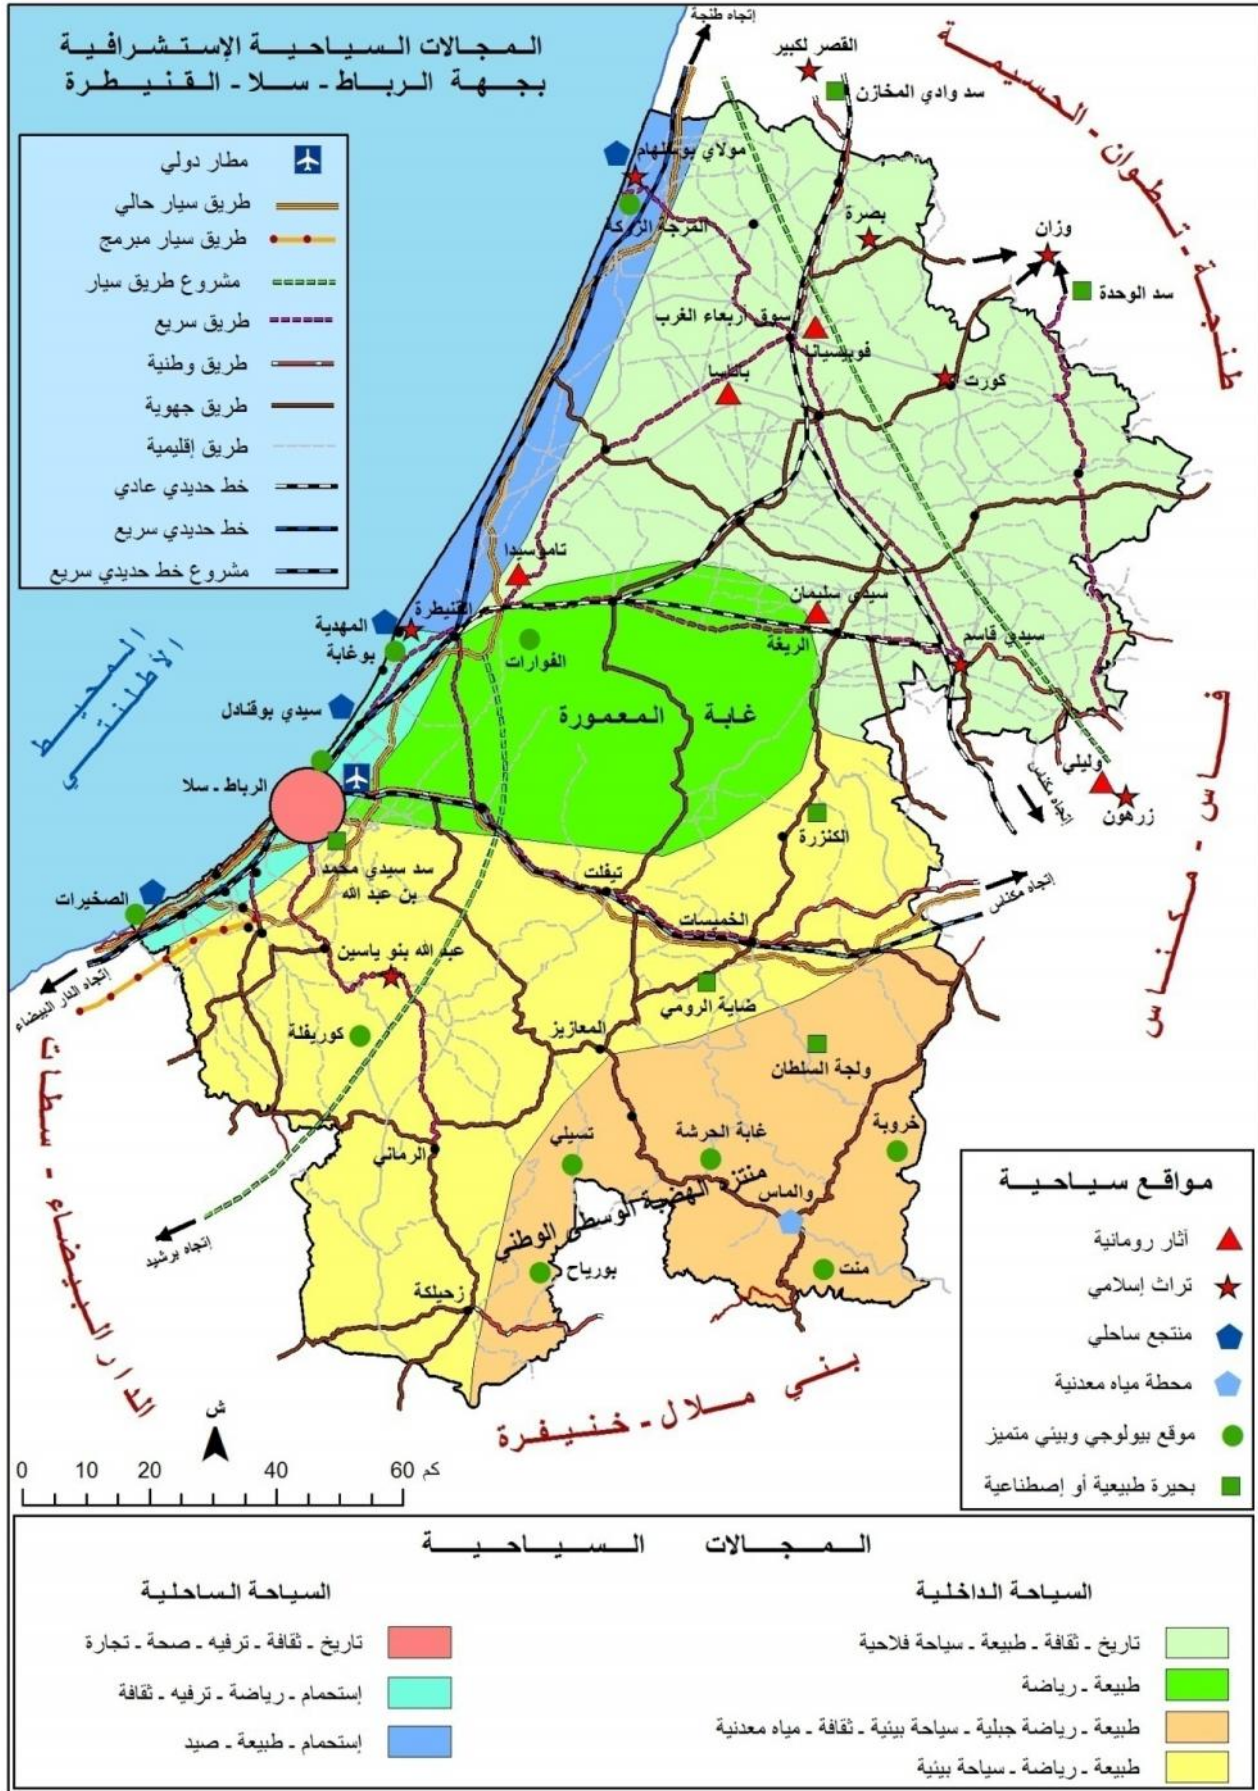 المجالات السياحية الإستشرافية
بجهة الرباط - سلا - القنيطرة
مطار دولي
طريق سيار حالي
طريق سيار مبرمج
مشروع طريق سيار
طريق سريع
طريق وطنية
طريق جهوية
طريق إقليمية
خط حديدي عادي
خط حديدي سريع
مشروع خط حديدي سريع
إتجاه طنجة
القصر لكبير
سد وادي المخازن
طنجة - تطوان - الحسيمة
مولاي بوسلهام
المرجة الزرقة
بصرة
وزان
سد الوحدة
سوق أربعاء الغرب
فوبيسيانا
باناسا
كورت
تاموسيدا
سيدي سليمان
القنيطرة
المهدية
بوغابة
الفوارات
الريغة
سيدي قاسم
المحيط
الأطلنتي
سيدي بوقنادل
غابة المعمورة
وليلي
زرهون
إتجاه مكناس
فاس - مكناس
الرباط - سلا
الكنزرة
سد سيدي محمد
بن عبد الله
تيفلت
الصخيرات
الخميسات
إتجاه مكناس
عبد الله بنو ياسين
إتجاه الدار البيضاء
ضاية الرومي
كوريفلة
المعازيز
ولجة السلطان
الدار البيضاء - سطات
خروبة
غابة الحرشة
تسيلي
الرماني
منتزه الهضبة الوسطى الوطني
والماس
إتجاه برشيد
بورياح
منت
زحيلكة
بني ملال - خنيفرة
مواقع سياحية
آثار رومانية
تراث إسلامي
منتجع ساحلي
محطة مياه معدنية
موقع بيولوجي وبيئي متميز
بحيرة طبيعية أو إصطناعية
ش
0 10 20 40 60 كم
المجالات السياحية
السياحة الداخلية
تاريخ - ثقافة - طبيعة - سياحة فلاحية
طبيعة - رياضة
طبيعة - رياضة جبلية - سياحة بيئية - ثقافة - مياه معدنية
طبيعة - رياضة - سياحة بيئية
السياحة الساحلية
تاريخ - ثقافة - ترفيه - صحة - تجارة
إستحمام - رياضة - ترفيه - ثقافة
إستحمام - طبيعة - صيد